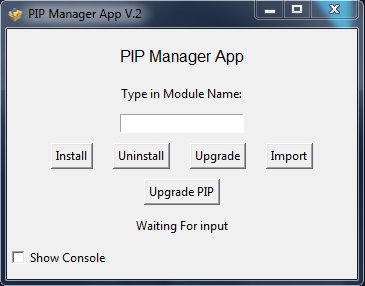 PIP Manager App V.2
PIP Manager App
Type in Module Name:
Install Uninstall Upgrade Import
Upgrade PIP
Waiting For input
Show Console